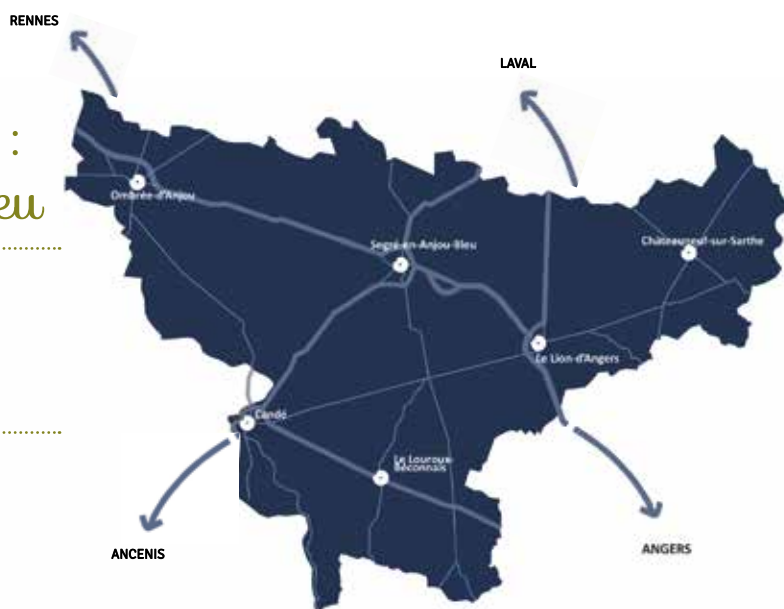 RENNES
LAVAL
:
eu
Ombrée-d'Anjou
Segré-en-Anjou-Bleu
Châteauneuf-sur-Sarthe
Le Lion-d'Angers
Candé
Le Louroux-
Béconnais
ANCENIS
ANGERS